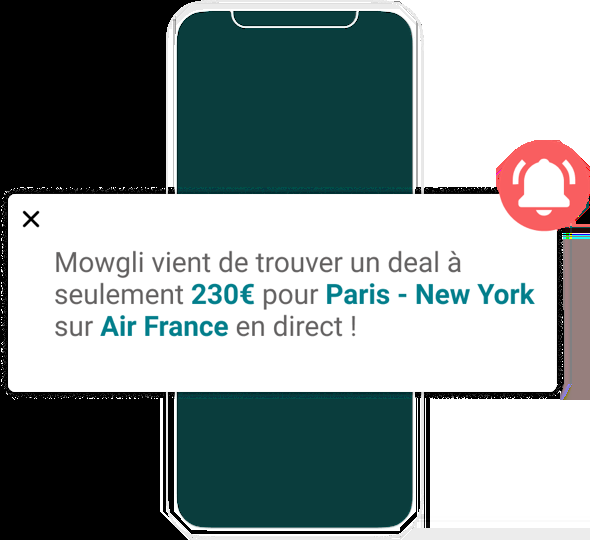 Mowgli vient de trouver un deal à
seulement 230€ pour Paris - New York
sur Air France en direct !